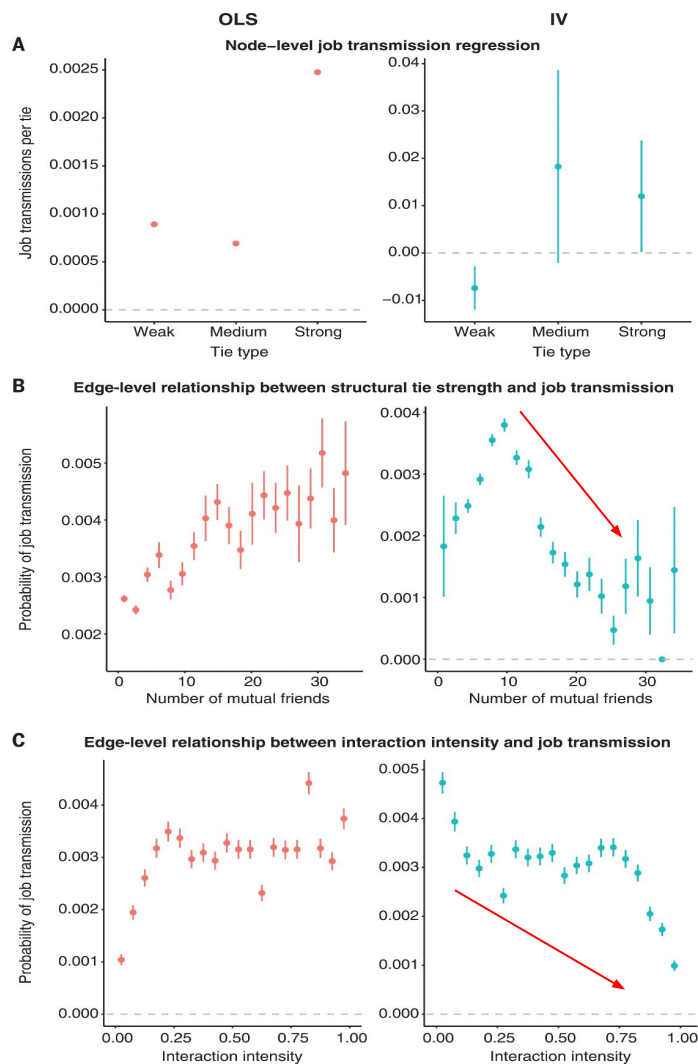 OLS IV
A Node–level job transmission regression
Job transmissions per tie
0.0025
0.0020
0.0015
0.0010
0.0005
0.0000
Weak Medium Strong
Tie type
0.04
0.03
0.02
0.01
0.00
−0.01
Weak Medium Strong
Tie type
B Edge-level relationship between structural tie strength and job transmission
Probability of job transmission
0.005
0.004
0.003
0.002
0 10 20 30
Number of mutual friends
0.004
0.003
0.002
0.001
0.000
0 10 20 30
Number of mutual friends
C Edge-level relationship between interaction intensity and job transmission
Probability of job transmission
0.004
0.003
0.002
0.001
0.000
0.00 0.25 0.50 0.75 1.00
Interaction intensity
0.005
0.004
0.003
0.002
0.001
0.000
0.00 0.25 0.50 0.75 1.00
Interaction intensity